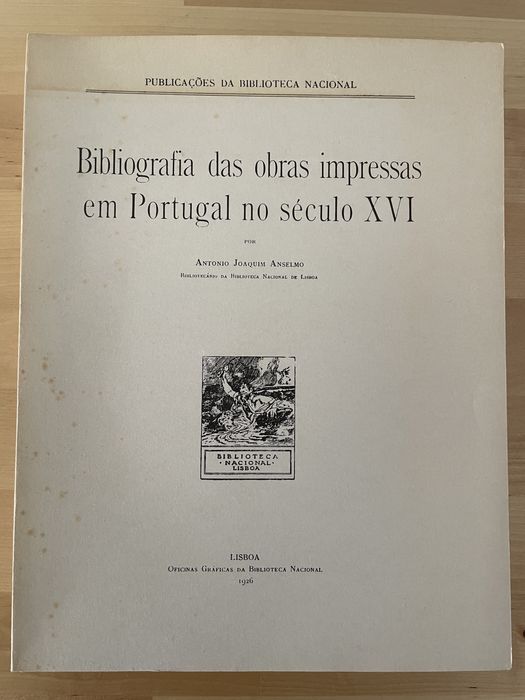 PUBLICAÇÕES DA BIBLIOTECA NACIONAL
Bibliografia das obras impressas
em Portugal no século XVI
POR
ANTONIO JOAQUIM ANSELMO
BIBLIOTECÁRIO DA BIBLIOTECA NACIONAL DE LISBOA
BIBLIOTECA
· NACIONAL ·
LISBOA
LISBOA
OFICINAS GRÁFICAS DA BIBLIOTECA NACIONAL
1926